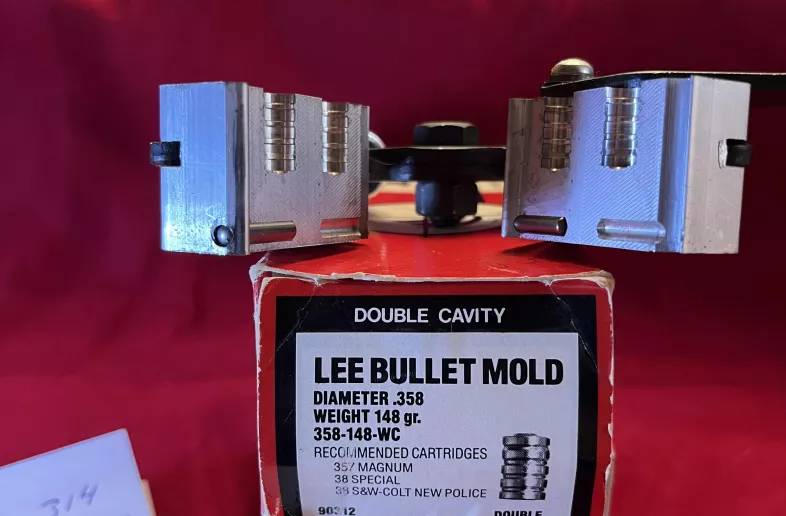 DOUBLE CAVITY
LEE BULLET MOLD
DIAMETER .358
WEIGHT 148 gr.
358-148-WC
RECOMMENDED CARTRIDGES
357 MAGNUM
38 SPECIAL
38 S&W-COLT NEW POLICE
90312
DOUBLE
314